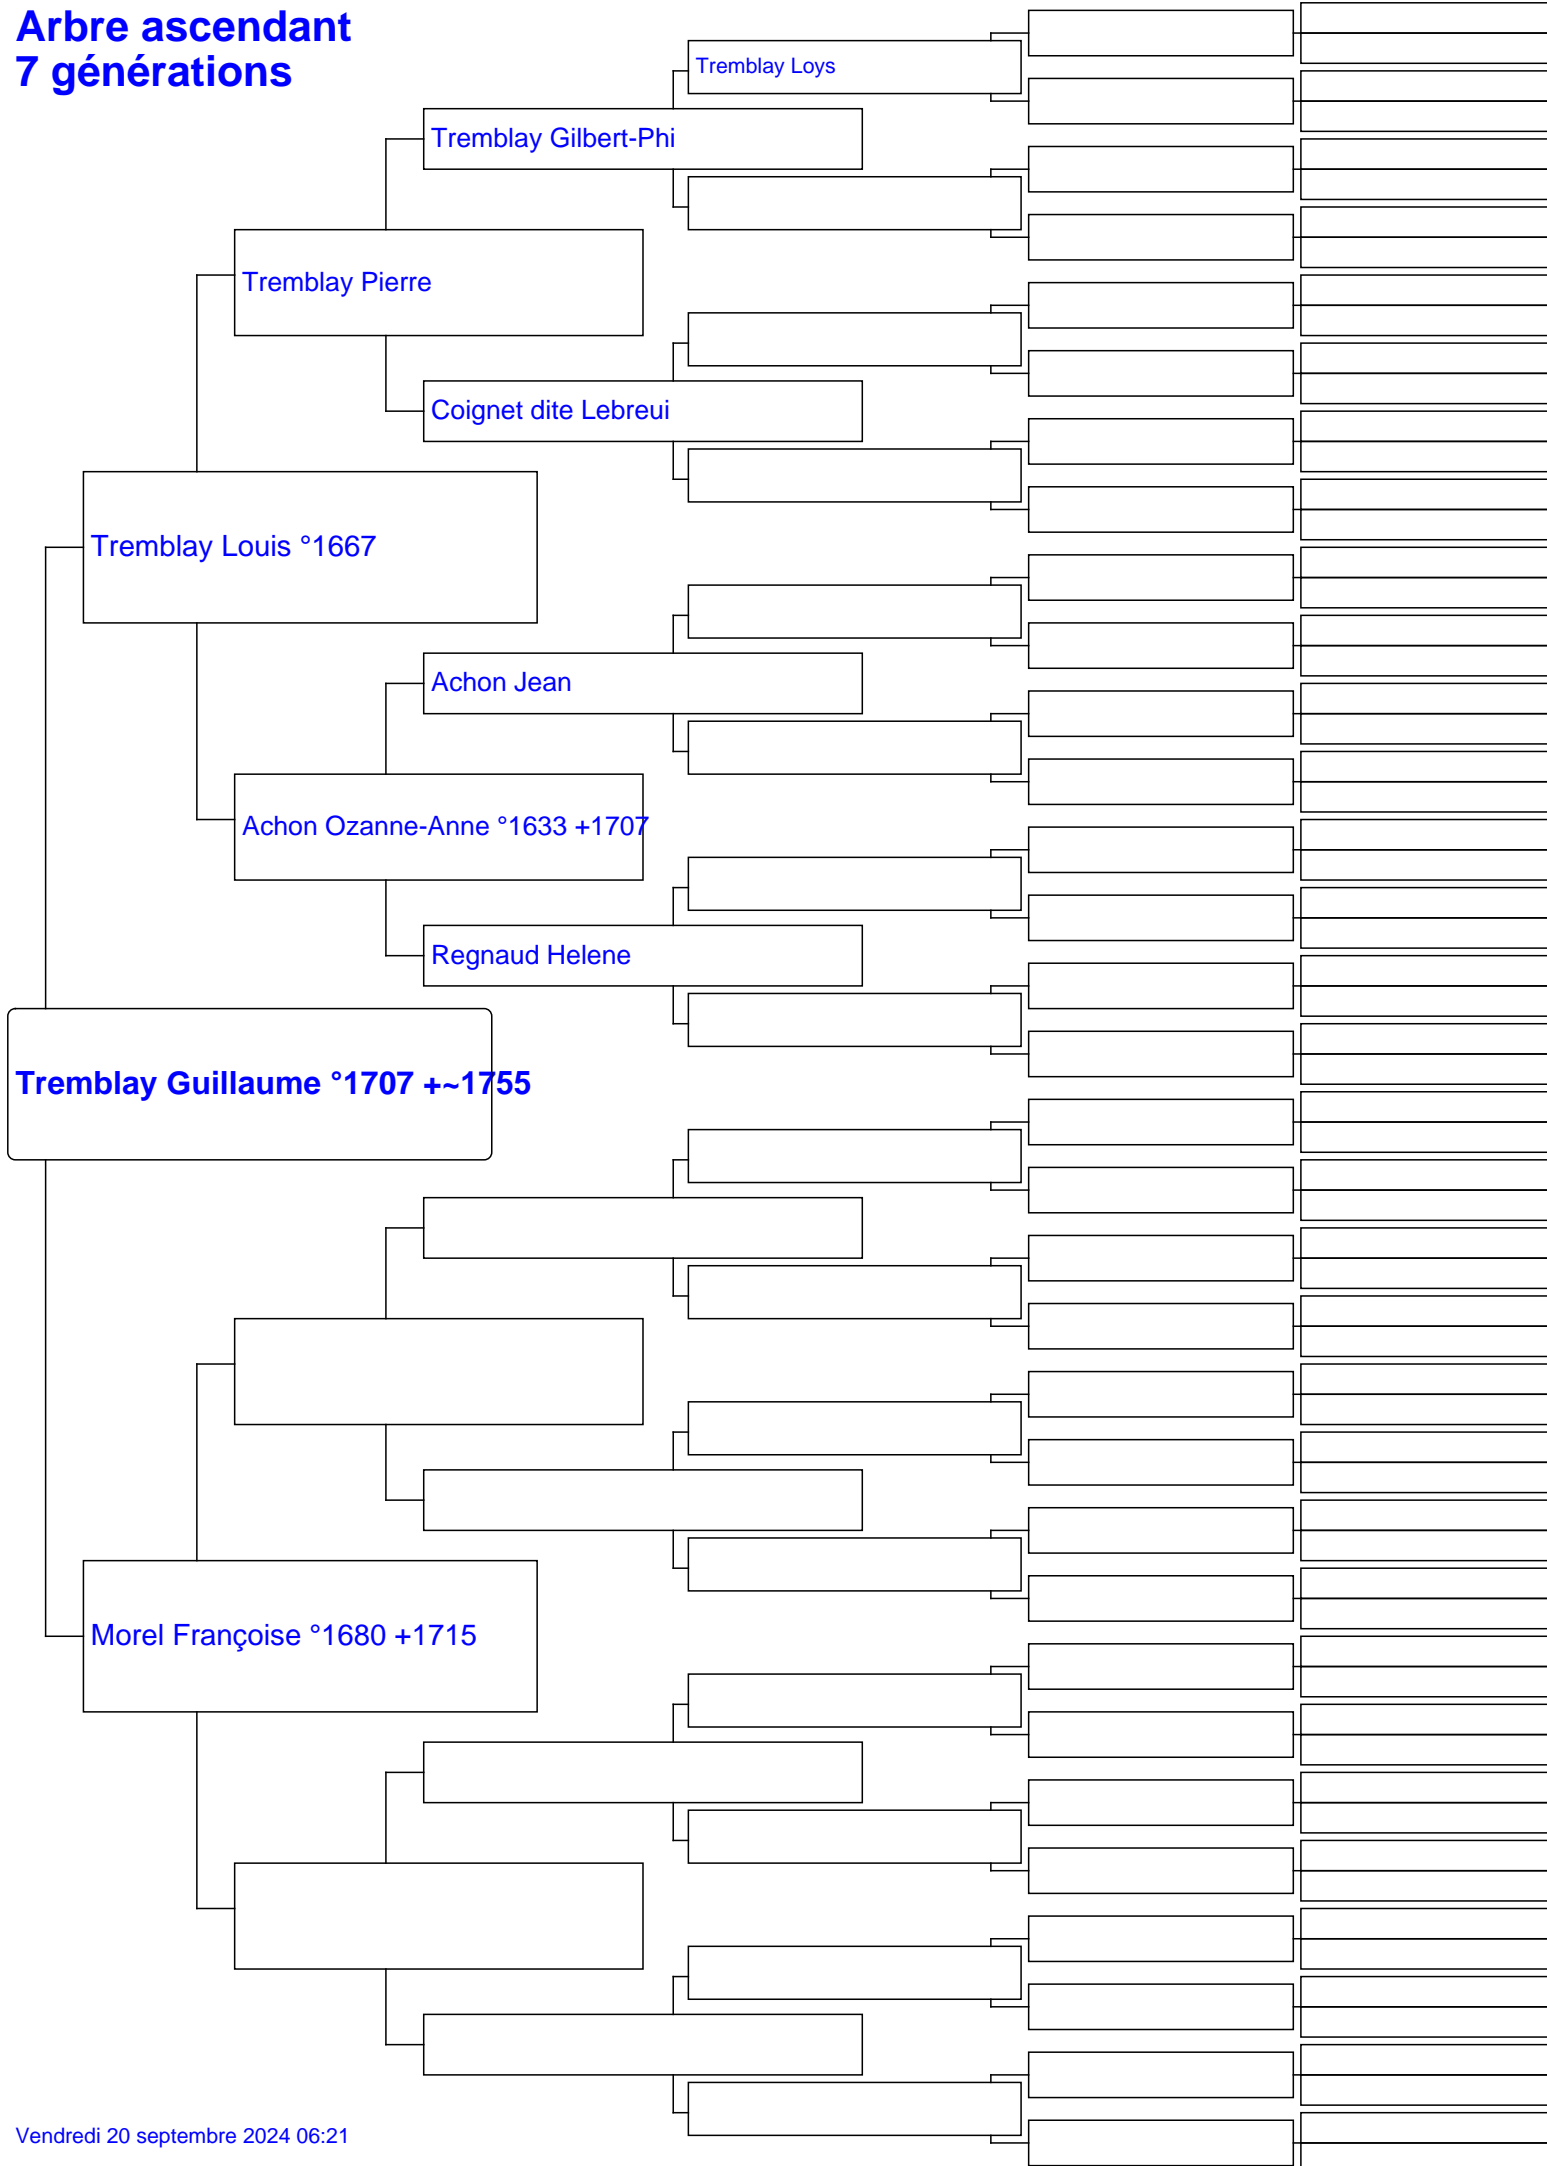 Arbre ascendant
7 générations
Tremblay Loys
Tremblay Gilbert-Phi
Tremblay Pierre
Coignet dite Lebreui
Tremblay Louis °1667
Achon Jean
Achon Ozanne-Anne °1633 +1707
Regnaud Helene
Tremblay Guillaume °1707 +~1755
Morel Françoise °1680 +1715
Vendredi 20 septembre 2024 06:21